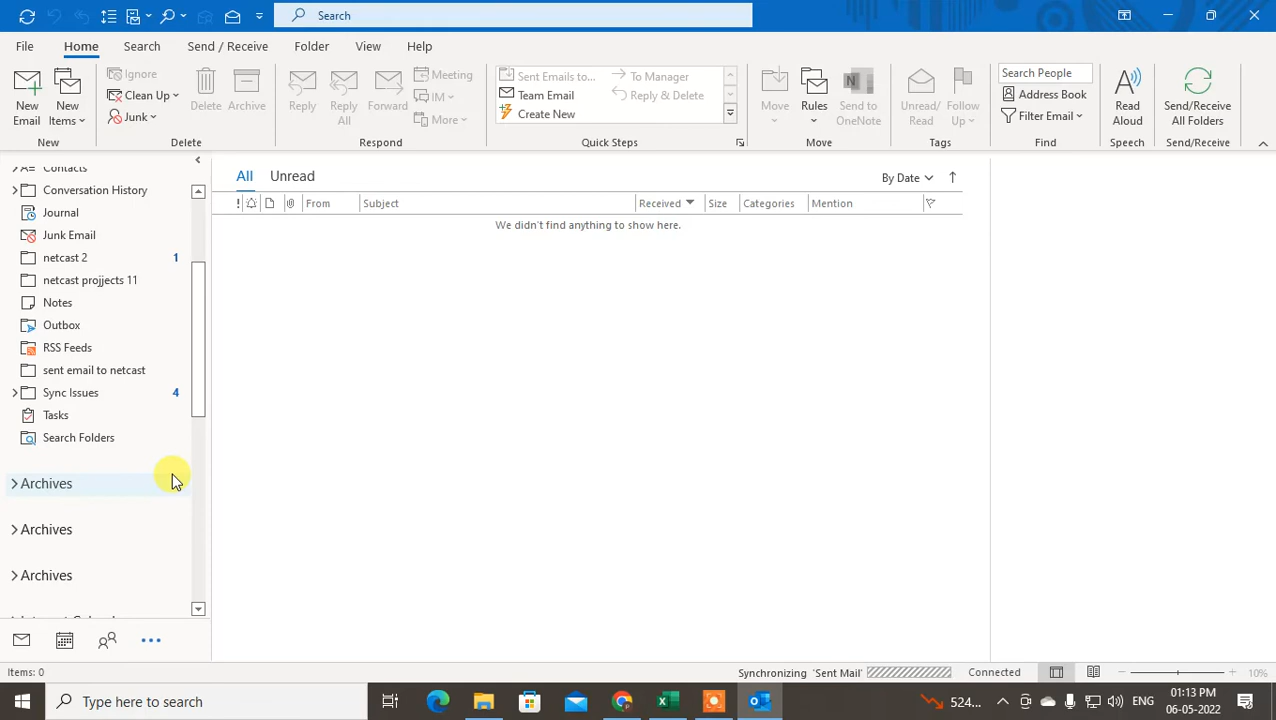 Search
File Home Search Send / Receive Folder View Help
New Email
New Items
New
Ignore
Clean Up
Junk
Delete
Archive
Delete
Reply
Reply All
Forward
Meeting
IM
More
Respond
Sent Emails to...
Team Email
Create New
To Manager
Reply & Delete
Quick Steps
Move
Rules
Send to OneNote
Move
Unread/ Read
Follow Up
Tags
Search People
Address Book
Filter Email
Find
Read Aloud
Speech
Send/Receive All Folders
Send/Receive
Contacts
Conversation History
Journal
Junk Email
netcast 2 1
netcast projjects 11
Notes
Outbox
RSS Feeds
sent email to netcast
Sync Issues 4
Tasks
Search Folders
Archives
Archives
Archives
All Unread By Date
! From Subject Received Size Categories Mention
We didn't find anything to show here.
Items: 0 Synchronizing 'Sent Mail' Connected 10%
Type here to search 524... ENG 01:13 PM
06-05-2022